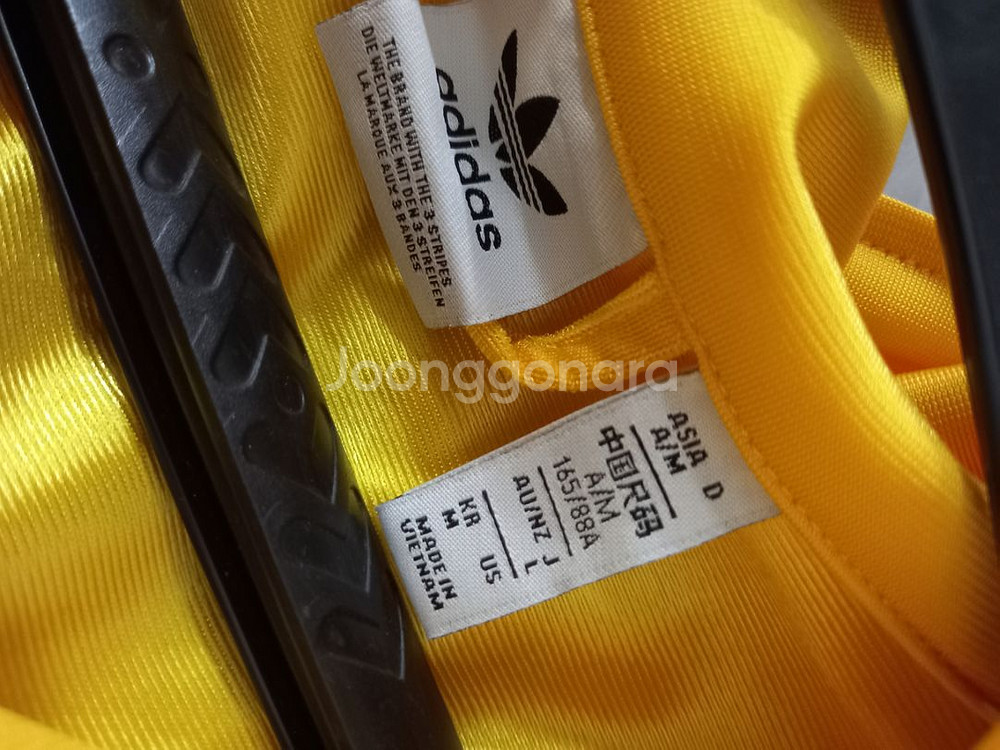 adidas
THE BRAND WITH THE 3 STRIPES
DIE WELTMARKE MIT DEN 3 STREIFEN
LA MARQUE AUX 3 BANDES
Joonggonara
ASIA D
A/M
中国尺码
A/M
165/88A
AU/NZ J
L
KR US
M
MADE IN
VIETNAM